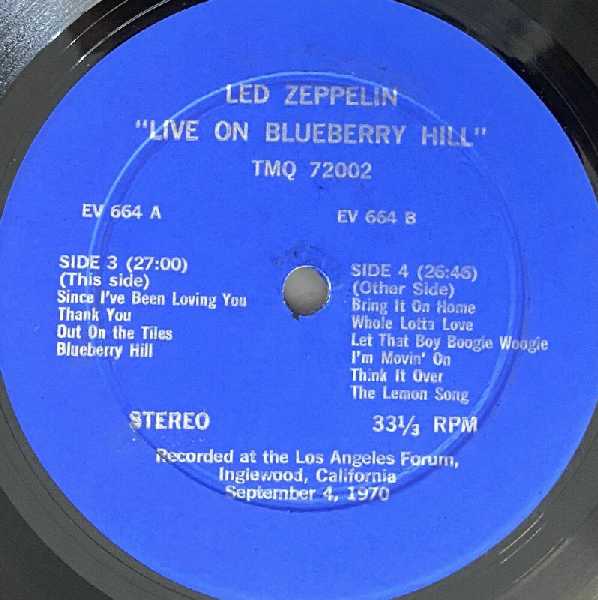 LED ZEPPELIN
"LIVE ON BLUEBERRY HILL"
TMQ 72002
EV 664 A
SIDE 3 (27:00)
(This side)
Since I've Been Loving You
Thank You
Out On the Tiles
Blueberry Hill
EV 664 B
SIDE 4 (26:46)
(Other Side)
Bring It On Home
Whole Lotta Love
Let That Boy Boogie Woogie
I'm Movin' On
Think It Over
The Lemon Song
STEREO
33⅓ RPM
Recorded at the Los Angeles Forum,
Inglewood, California
September 4, 1970